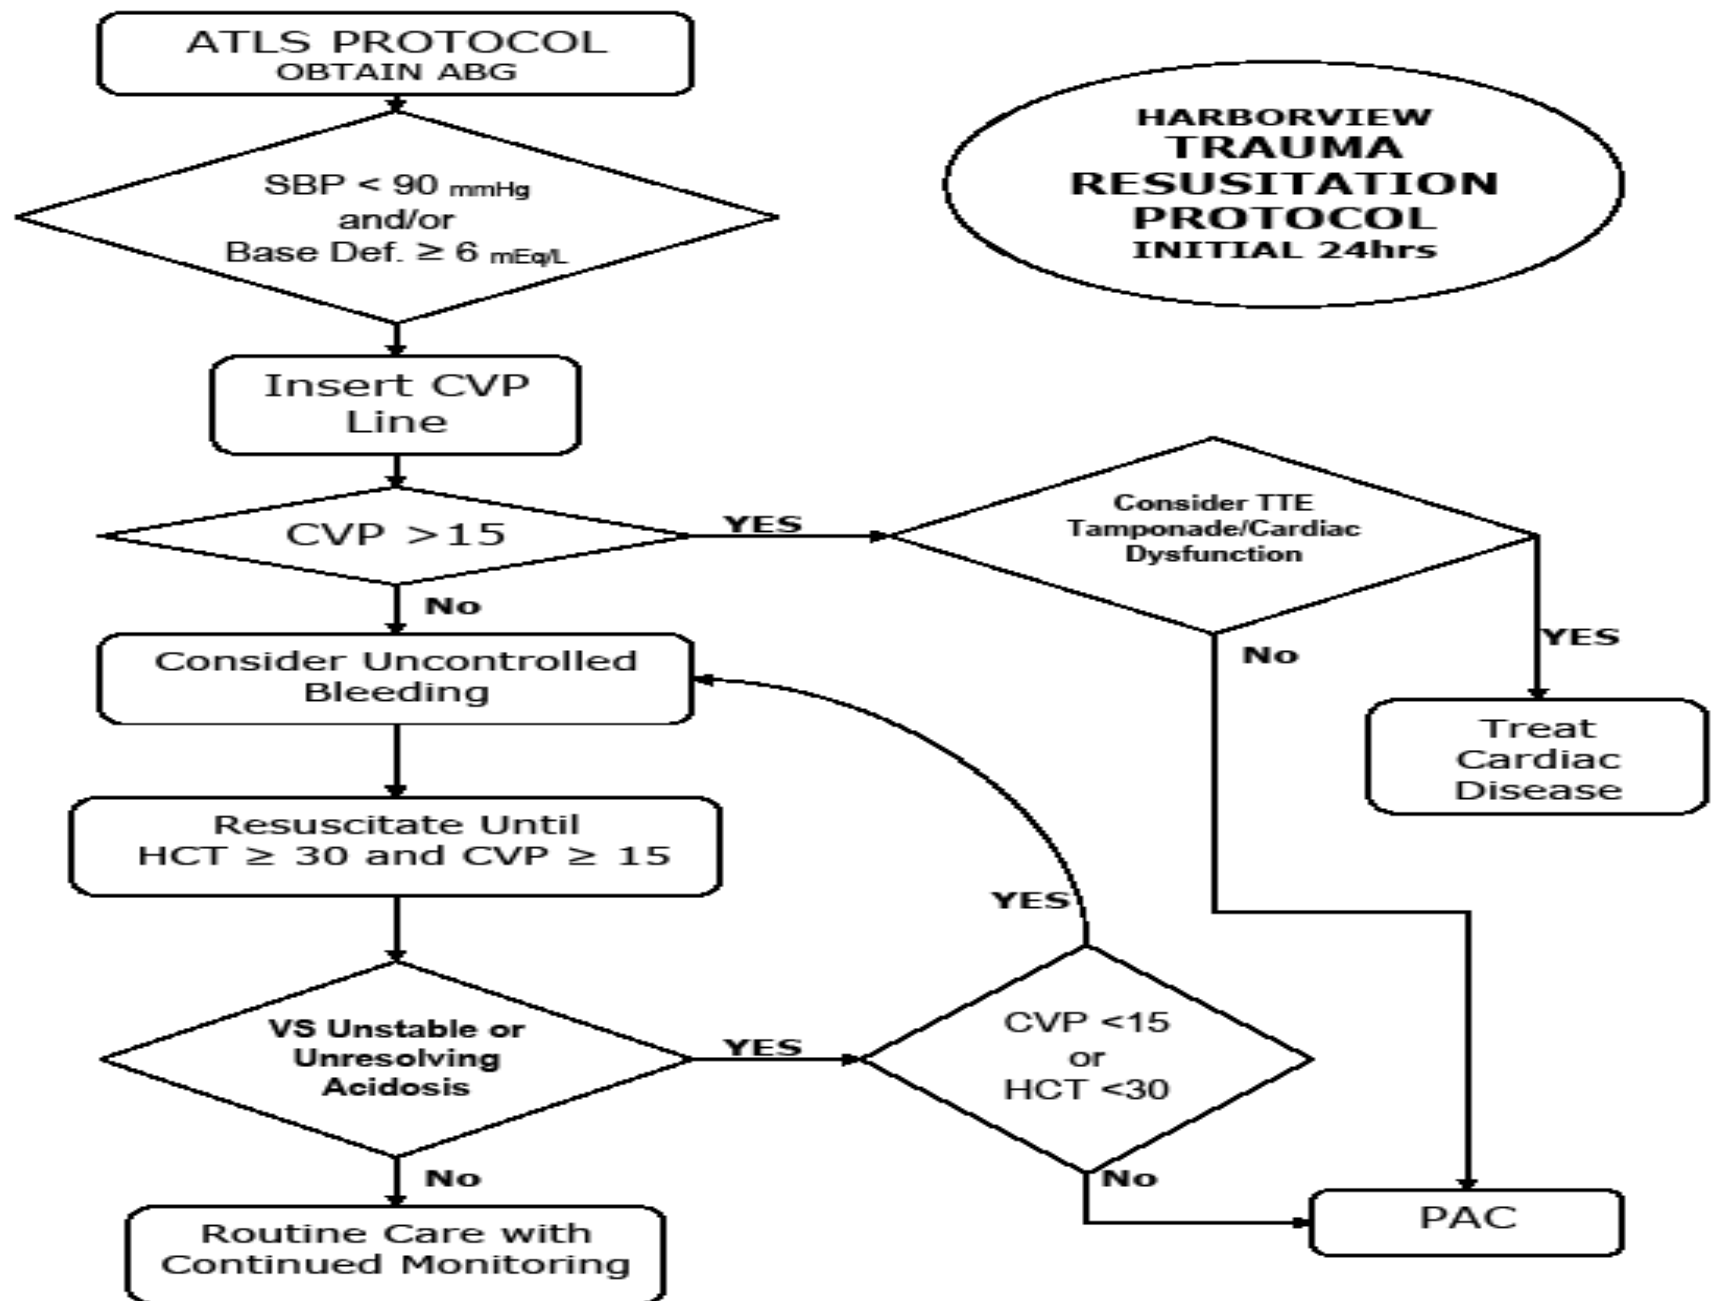 ATLS PROTOCOL
OBTAIN ABG
HARBORVIEW
TRAUMA
RESUSITATION
PROTOCOL
INITIAL 24hrs
SBP < 90 mmHg
and/or
Base Def. ≥ 6 mEq/L
Insert CVP
Line
CVP >15
YES
Consider TTE
Tamponade/Cardiac
Dysfunction
No
YES
No
Consider Uncontrolled
Bleeding
Treat
Cardiac
Disease
Resuscitate Until
HCT ≥ 30 and CVP ≥ 15
YES
VS Unstable or
Unresolving
Acidosis
YES
CVP <15
or
HCT <30
No
No
Routine Care with
Continued Monitoring
PAC